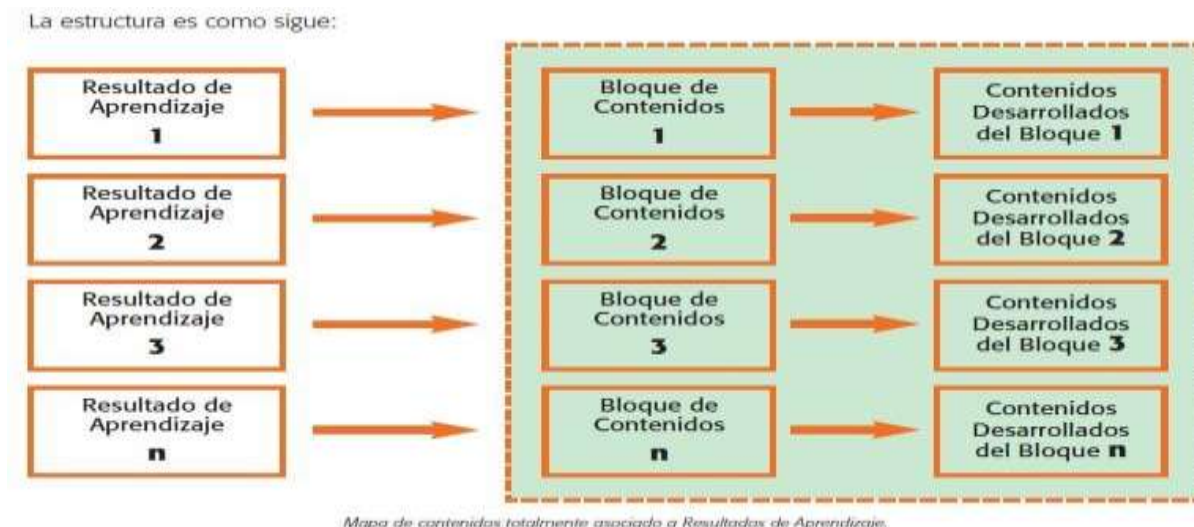 La estructura es como sigue:
Resultado de
Aprendizaje
1
Bloque de
Contenidos
1
Contenidos
Desarrollados
del Bloque 1
Resultado de
Aprendizaje
2
Bloque de
Contenidos
2
Contenidos
Desarrollados
del Bloque 2
Resultado de
Aprendizaje
3
Bloque de
Contenidos
3
Contenidos
Desarrollados
del Bloque 3
Resultado de
Aprendizaje
n
Bloque de
Contenidos
n
Contenidos
Desarrollados
del Bloque n
Mapa de contenidos totalmente asociado a Resultados de Aprendizaje.